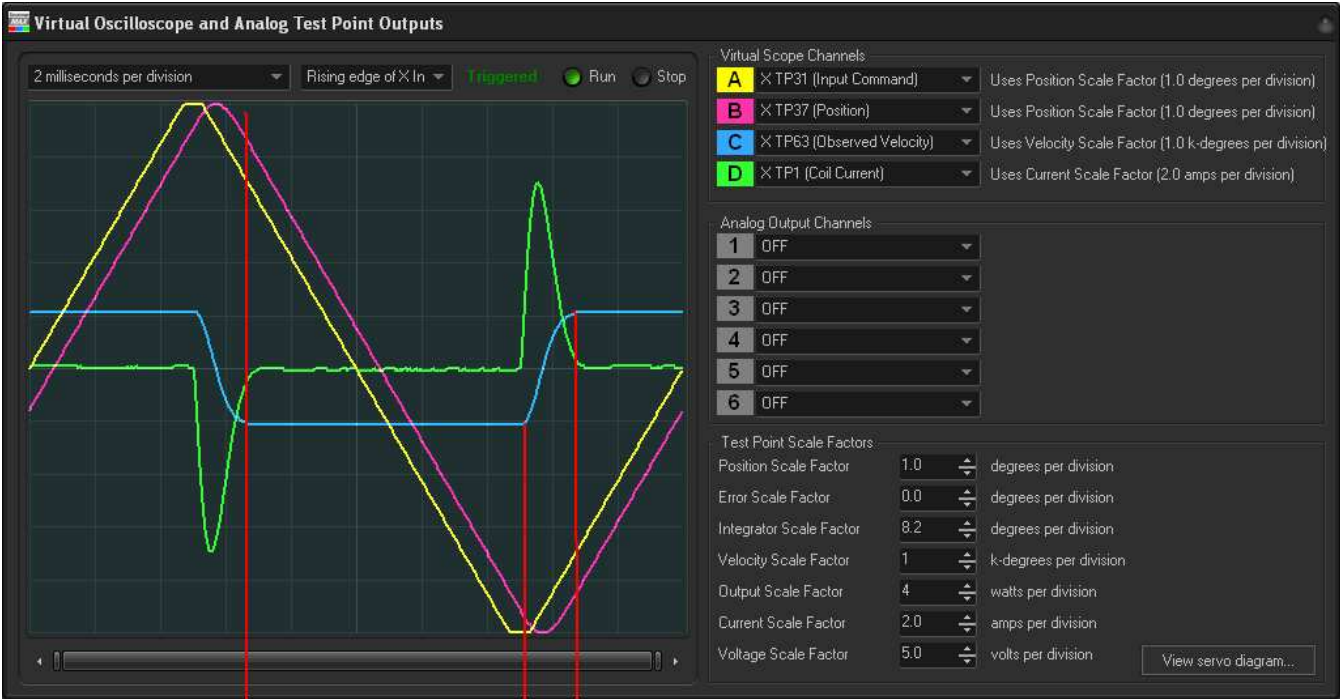 Virtual Oscilloscope and Analog Test Point Outputs
2 milliseconds per division
Rising edge of X In
Triggered
Run
Stop
Virtual Scope Channels
A X TP31 (Input Command) Uses Position Scale Factor (1.0 degrees per division)
B X TP37 (Position) Uses Position Scale Factor (1.0 degrees per division)
C X TP63 (Observed Velocity) Uses Velocity Scale Factor (1.0 k-degrees per division)
D X TP1 (Coil Current) Uses Current Scale Factor (2.0 amps per division)
Analog Output Channels
1 OFF
2 OFF
3 OFF
4 OFF
5 OFF
6 OFF
Test Point Scale Factors
Position Scale Factor 1.0 degrees per division
Error Scale Factor 0.0 degrees per division
Integrator Scale Factor 8.2 degrees per division
Velocity Scale Factor 1 k-degrees per division
Output Scale Factor 4 watts per division
Current Scale Factor 2.0 amps per division
Voltage Scale Factor 5.0 volts per division
View servo diagram...